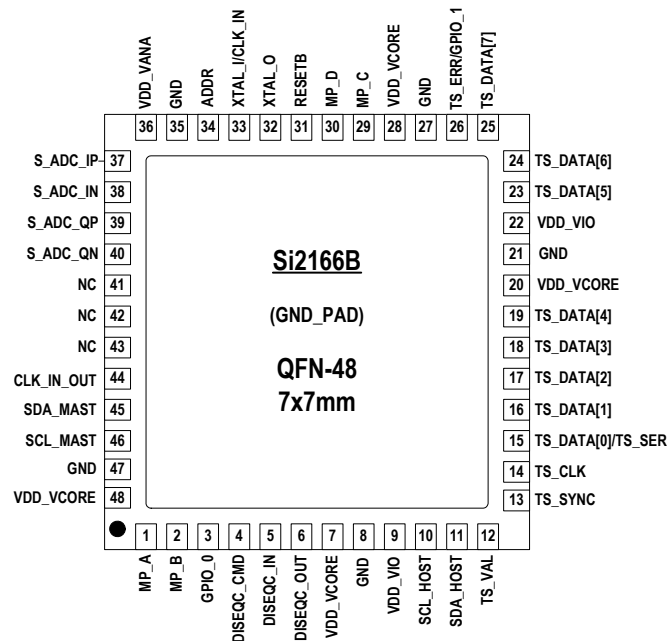 VDD_VANA
GND
ADDR
XTAL_I/CLK_IN
XTAL_O
RESETB
MP_D
MP_C
VDD_VCORE
GND
TS_ERR/GPIO_1
TS_DATA[7]
36 35 34 33 32 31 30 29 28 27 26 25
S_ADC_IP 37
S_ADC_IN 38
S_ADC_QP 39
S_ADC_QN 40
NC 41
NC 42
NC 43
CLK_IN_OUT 44
SDA_MAST 45
SCL_MAST 46
GND 47
VDD_VCORE 48
Si2166B
(GND_PAD)
QFN-48
7x7mm
24 TS_DATA[6]
23 TS_DATA[5]
22 VDD_VIO
21 GND
20 VDD_VCORE
19 TS_DATA[4]
18 TS_DATA[3]
17 TS_DATA[2]
16 TS_DATA[1]
15 TS_DATA[0]/TS_SER
14 TS_CLK
13 TS_SYNC
1 2 3 4 5 6 7 8 9 10 11 12
MP_A
MP_B
GPIO_0
DISEQC_CMD
DISEQC_IN
DISEQC_OUT
VDD_VCORE
GND
VDD_VIO
SCL_HOST
SDA_HOST
TS_VAL